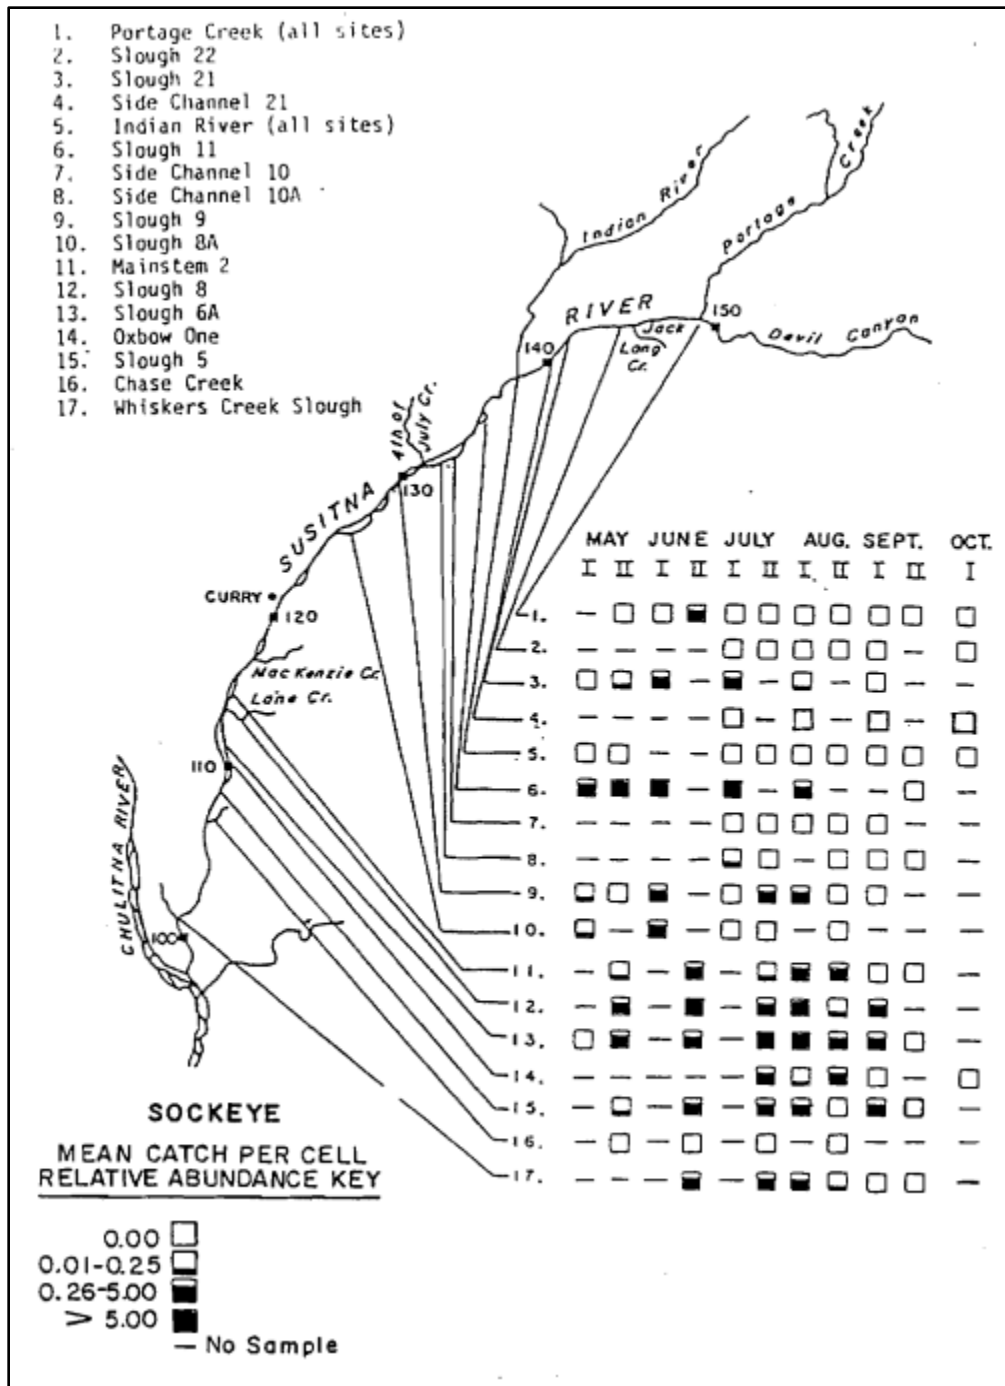 1. Portage Creek (all sites)
2. Slough 22
3. Slough 21
4. Side Channel 21
5. Indian River (all sites)
6. Slough 11
7. Side Channel 10
8. Side Channel 10A
9. Slough 9
10. Slough 8A
11. Mainstem 2
12. Slough 8
13. Slough 6A
14. Oxbow One
15. Slough 5
16. Chase Creek
17. Whiskers Creek Slough
Indian River
Portage Creek
RIVER
150
Jack
Long
Cr.
Devil Canyon
140
4th of
July Cr.
130
SUSITNA
CURRY
120
MacKenzie Cr.
Lane Cr.
110
CHULITNA RIVER
100
MAY JUNE JULY AUG. SEPT. OCT.
I II I II I II I II I II I
1. –
2. – – – – –
3. – – – –
4. – – – – – – –
5. – –
6. – – – –
7. – – – – – –
8. – – – – – –
9. – – –
10. – – – – – –
11. – – – –
12. – – – – –
13. – –
14. – – – – – –
15. – – – –
16. – – – – – – –
17. – – – – –
SOCKEYE
MEAN CATCH PER CELL
RELATIVE ABUNDANCE KEY
0.00
0.01-0.25
0.26-5.00
> 5.00
– No Sample